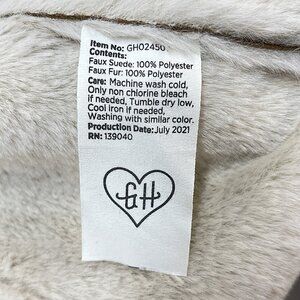 Item No: GH02450
Contents:
Faux Suede: 100% Polyester
Faux Fur: 100% Polyester
Care: Machine wash cold,
Only non chlorine bleach
if needed, Tumble dry low,
Cool iron if needed,
Washing with similar color.
Production Date: July 2021
RN: 139040
GH